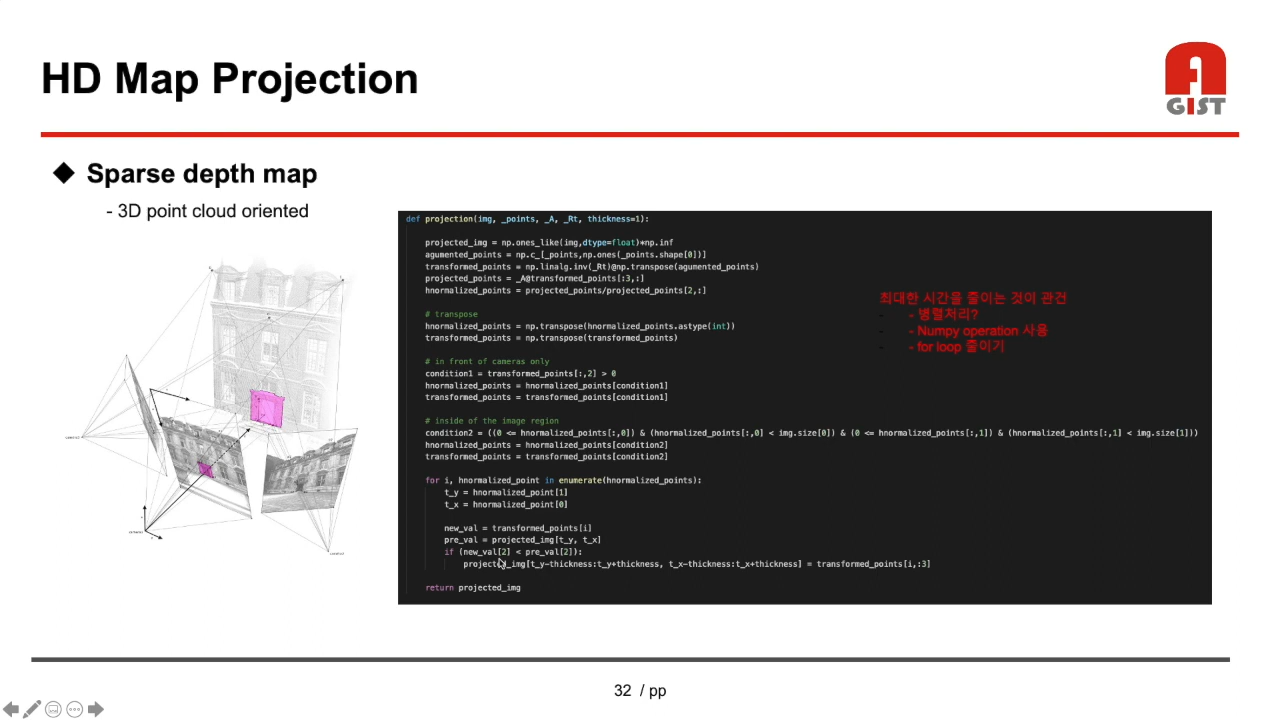 HD Map Projection
GIST
◆ Sparse depth map
- 3D point cloud oriented
def projection(img, _points, _A, _Rt, thickness=1):
projected_img = np.ones_like(img,dtype=float)*np.inf
agumented_points = np.c_[_points,np.ones(_points.shape[0])]
transformed_points = np.linalg.inv(_Rt)@np.transpose(agumented_points)
projected_points = _A@transformed_points[:3,:]
hnormalized_points = projected_points/projected_points[2,:]
# transpose
hnormalized_points = np.transpose(hnormalized_points.astype(int))
transformed_points = np.transpose(transformed_points)
# in front of cameras only
condition1 = transformed_points[:,2] > 0
hnormalized_points = hnormalized_points[condition1]
transformed_points = transformed_points[condition1]
# inside of the image region
condition2 = ((0 <= hnormalized_points[:,0]) & (hnormalized_points[:,0] < img.size[0]) & (0 <= hnormalized_points[:,1]) & (hnormalized_points[:,1] < img.size[1]))
hnormalized_points = hnormalized_points[condition2]
transformed_points = transformed_points[condition2]
for i, hnormalized_point in enumerate(hnormalized_points):
t_y = hnormalized_point[1]
t_x = hnormalized_point[0]
new_val = transformed_points[i]
pre_val = projected_img[t_y, t_x]
if (new_val[2] < pre_val[2]):
projected_img[t_y-thickness:t_y+thickness, t_x-thickness:t_x+thickness] = transformed_points[i,:3]
return projected_img
최대한 시간을 줄이는 것이 관건
- 병렬처리?
- Numpy operation 사용
- for loop 줄이기
32 / pp